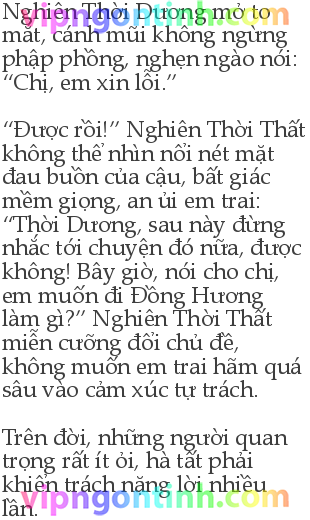 Nghiên Thời Dương mở to
mắt, cánh mũi không ngừng
phập phồng, nghẹn ngào nói:
“Chị, em xin lỗi.”

“Được rồi!” Nghiên Thời Thất
không thể nhìn nổi nét mặt
đau buồn của cậu, bất giác
mềm giọng, an ủi em trai:
“Thời Dương, sau này đừng
nhắc tới chuyện đó nữa, được
không! Bây giờ, nói cho chị,
em muốn đi Đồng Hương
làm gì?” Nghiên Thời Thất
miễn cưỡng đổi chủ đề,
không muốn em trai hãm quá
sâu vào cảm xúc tự trách.

Trên đời, những người quan
trọng rất ít ỏi, hà tất phải
khiển trách nặng lời nhiều
lần.
vipngontinh.com
vipngontinh.com
vipngontinh.com
vipngontinh.com